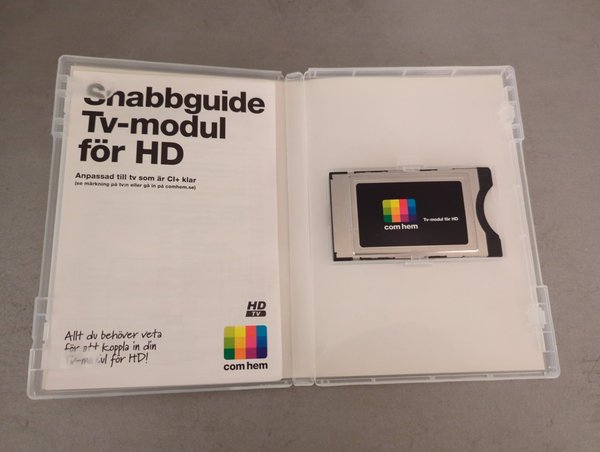 Snabbguide
Tv-modul
för HD
Anpassad till tv som är CI+ klar
(se märkning på tv:n eller gå in på comhem.se)
HD
TV
Allt du behöver veta
för att koppla in din
Tv-modul för HD!
com hem
com hem
Tv-modul för HD